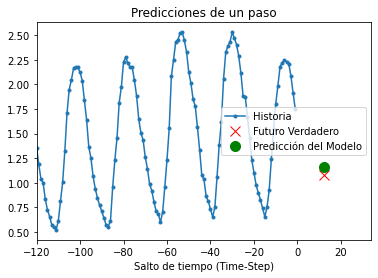 Predicciones de un paso
2.50
2.25
2.00
1.75
1.50
1.25
1.00
0.75
0.50
Historia
Futuro Verdadero
Predicción del Modelo
−120 −100 −80 −60 −40 −20 0 20
Salto de tiempo (Time-Step)